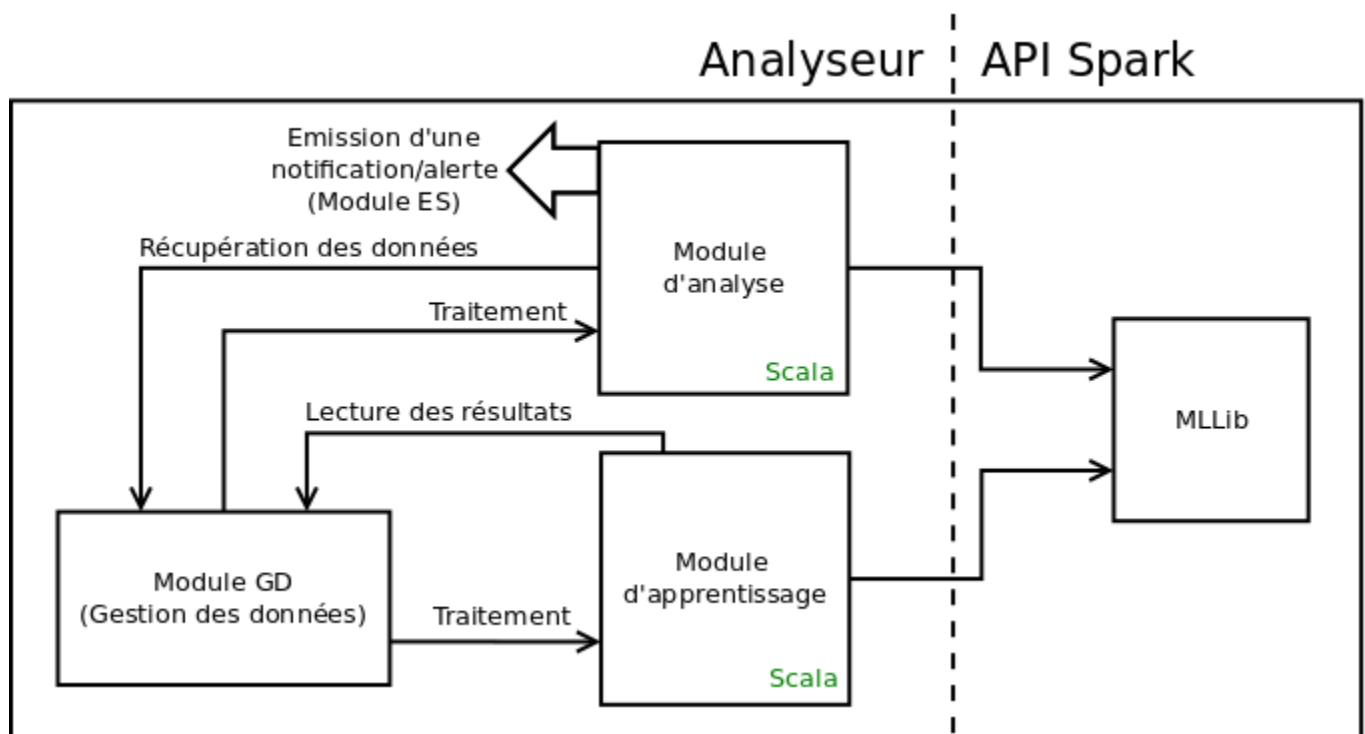 Analyseur
API Spark
Emission d'une
notification/alerte
(Module ES)
Récupération des données
Module
d'analyse
Traitement
Scala
MLLib
Lecture des résultats
Module
d'apprentissage
Module GD
(Gestion des données)
Traitement
Scala